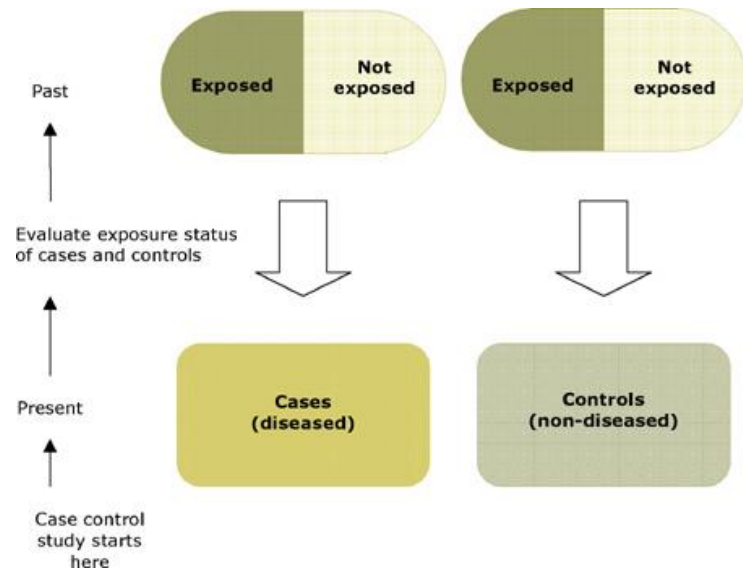 Past
Exposed
Not
exposed
Exposed
Not
exposed
Evaluate exposure status
of cases and controls
Present
Cases
(diseased)
Controls
(non-diseased)
Case control
study starts
here